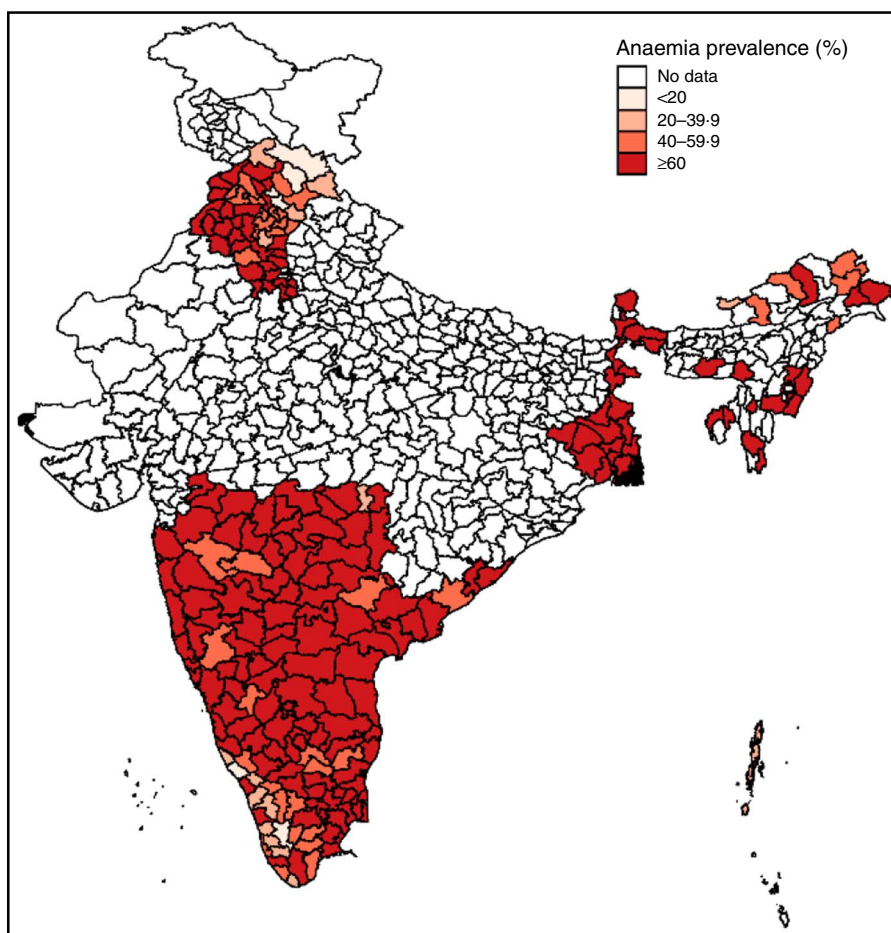 Anaemia prevalence (%)
No data
<20
20–39·9
40–59·9
≥60